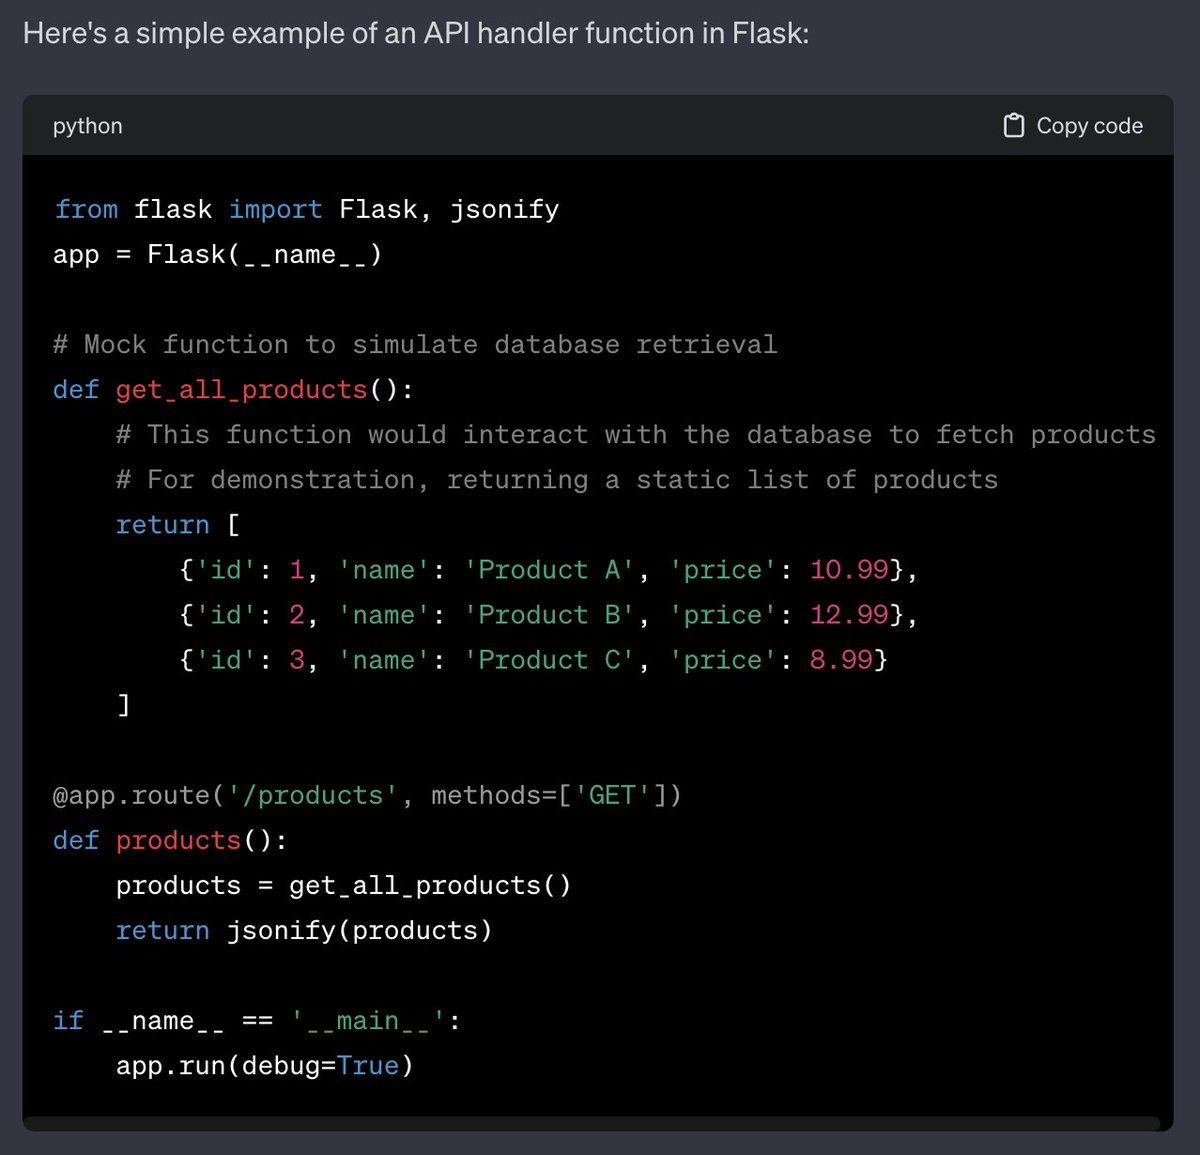 Here's a simple example of an API handler function in Flask:
python
Copy code
from flask import Flask, jsonify
app = Flask(__name__)
# Mock function to simulate database retrieval
def get_all_products():
    # This function would interact with the database to fetch products
    # For demonstration, returning a static list of products
    return [
        {'id': 1, 'name': 'Product A', 'price': 10.99},
        {'id': 2, 'name': 'Product B', 'price': 12.99},
        {'id': 3, 'name': 'Product C', 'price': 8.99}
    ]
@app.route('/products', methods=['GET'])
def products():
    products = get_all_products()
    return jsonify(products)
if __name__ == '__main__':
    app.run(debug=True)